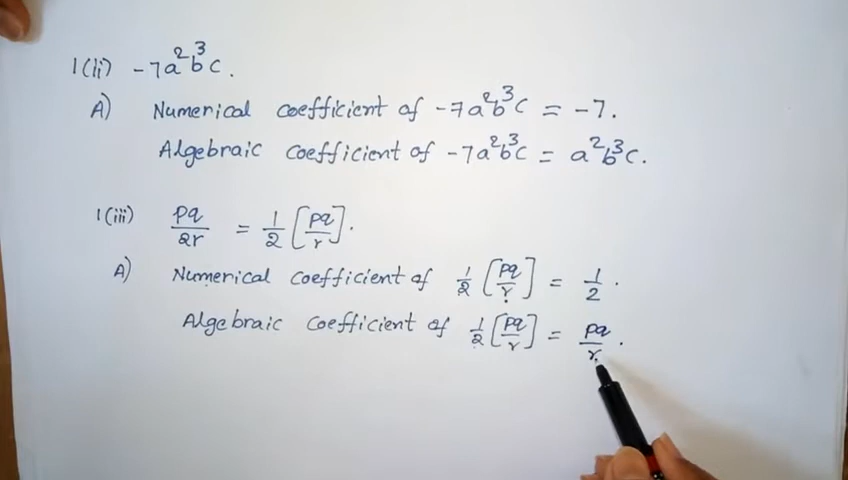 1(ii) -7a²b³c.
A) Numerical coefficient of -7a²b³c = -7.
Algebraic coefficient of -7a²b³c = a²b³c.
1(iii) pq/2r = 1/2 [pq/r].
A) Numerical coefficient of 1/2 [pq/r] = 1/2.
Algebraic coefficient of 1/2 [pq/r] = pq/r.